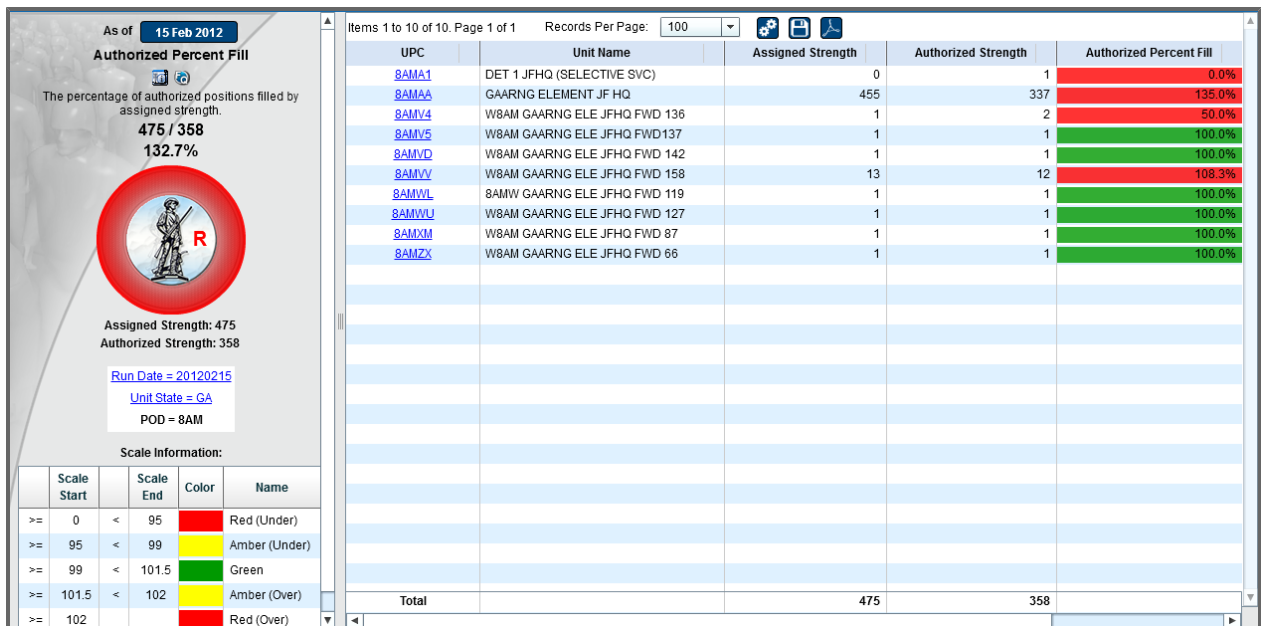 As of 15 Feb 2012
Authorized Percent Fill
The percentage of authorized positions filled by
assigned strength.
475 / 358
132.7%
R
Assigned Strength: 475
Authorized Strength: 358
Run Date = 20120215
Unit State = GA
POD = 8AM
Scale Information:
Scale Start Scale End Color Name
>= 0 < 95 Red (Under)
>= 95 < 99 Amber (Under)
>= 99 < 101.5 Green
>= 101.5 < 102 Amber (Over)
>= 102 Red (Over)
Items 1 to 10 of 10. Page 1 of 1 Records Per Page: 100
UPC Unit Name Assigned Strength Authorized Strength Authorized Percent Fill
8AMA1 DET 1 JFHQ (SELECTIVE SVC) 0 1 0.0%
8AMAA GAARNG ELEMENT JF HQ 455 337 135.0%
8AMV4 W8AM GAARNG ELE JFHQ FWD 136 1 2 50.0%
8AMV5 W8AM GAARNG ELE JFHQ FWD137 1 1 100.0%
8AMVD W8AM GAARNG ELE JFHQ FWD 142 1 1 100.0%
8AMVV W8AM GAARNG ELE JFHQ FWD 158 13 12 108.3%
8AMWL 8AMW GAARNG ELE JFHQ FWD 119 1 1 100.0%
8AMWU W8AM GAARNG ELE JFHQ FWD 127 1 1 100.0%
8AMXM W8AM GAARNG ELE JFHQ FWD 87 1 1 100.0%
8AMZX W8AM GAARNG ELE JFHQ FWD 66 1 1 100.0%
Total 475 358